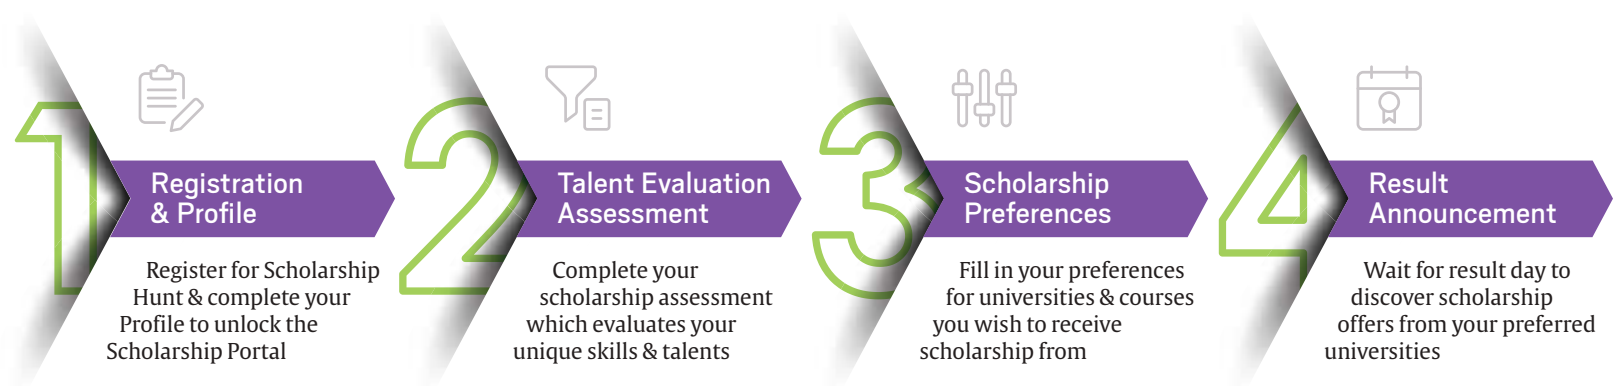 1
Registration
& Profile
Register for Scholarship
Hunt & complete your
Profile to unlock the
Scholarship Portal
2
Talent Evaluation
Assessment
Complete your
scholarship assessment
which evaluates your
unique skills & talents
3
Scholarship
Preferences
Fill in your preferences
for universities & courses
you wish to receive
scholarship from
4
Result
Announcement
Wait for result day to
discover scholarship
offers from your preferred
universities